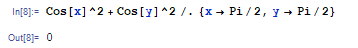 In[8]:= Cos[x]^2 + Cos[y]^2 /. {x → Pi / 2, y → Pi / 2}
Out[8]= 0